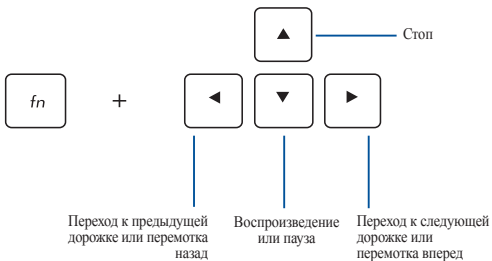 Стоп
fn +
Переход к предыдущей
дорожке или перемотка
назад
Воспроизведение
или пауза
Переход к следующей
дорожке или
перемотка вперед